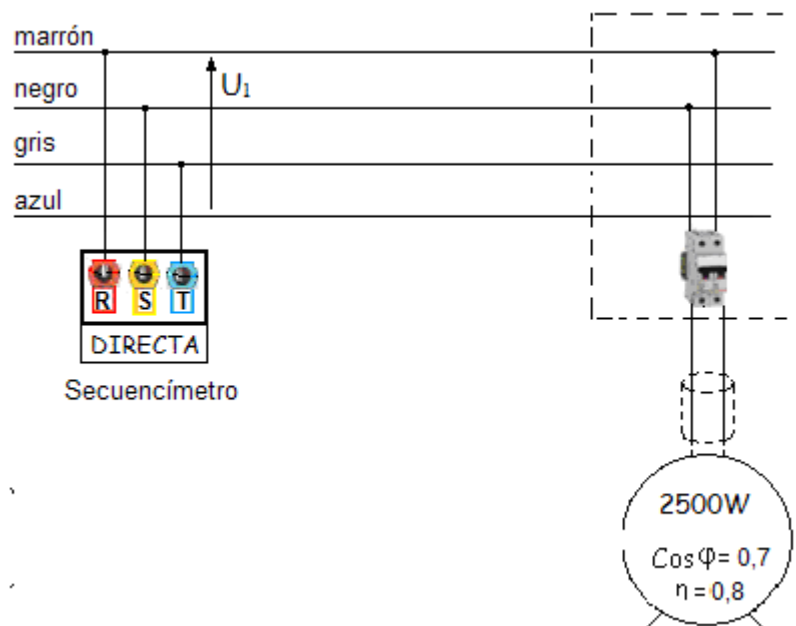 marrón
U₁
negro
gris
azul
R S T
DIRECTA
Secuencímetro
2500W
Cos φ = 0,7
η = 0,8